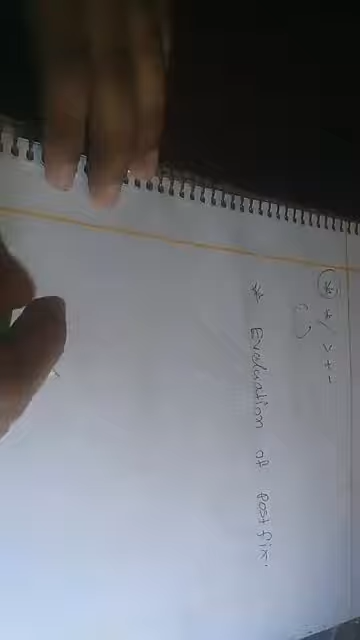 * */ > + -
( )
* Evaluation of Postfix.